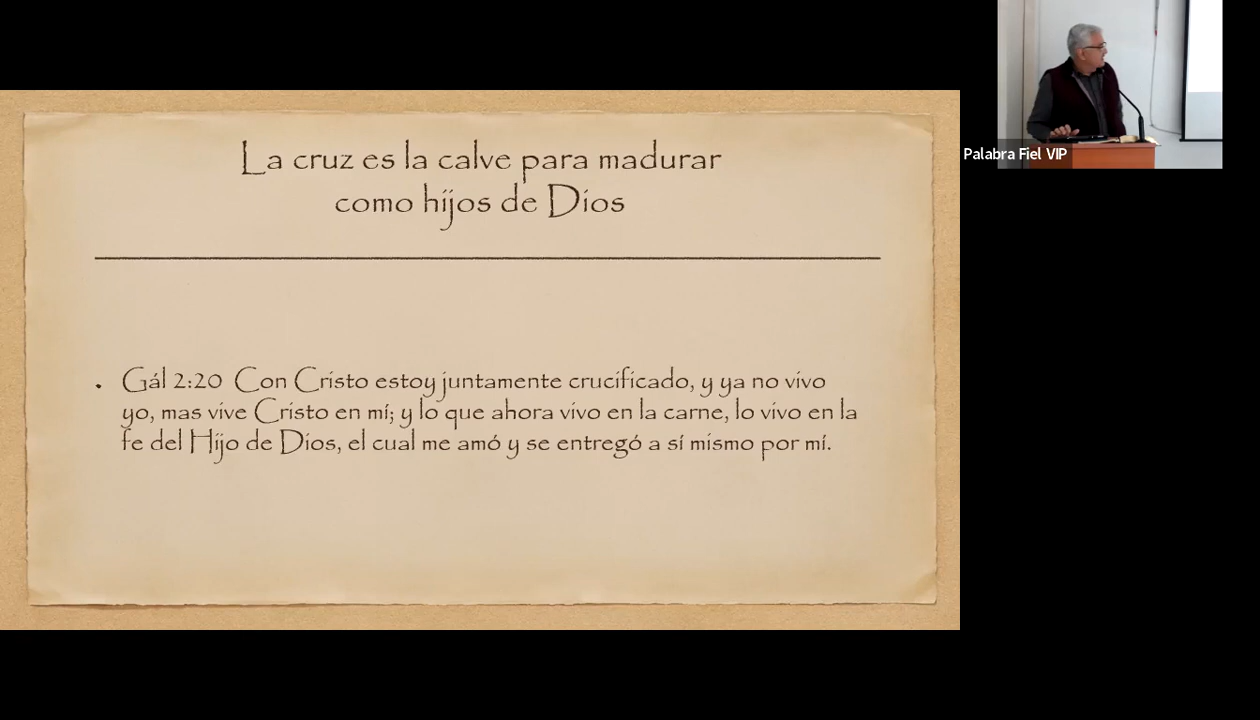 La cruz es la calve para madurar
como hijos de Dios
. Gál 2:20 Con Cristo estoy juntamente crucificado, y ya no vivo
yo, mas vive Cristo en mí; y lo que ahora vivo en la carne, lo vivo en la
fe del Hijo de Dios, el cual me amó y se entregó a sí mismo por mí.
Palabra Fiel VIP